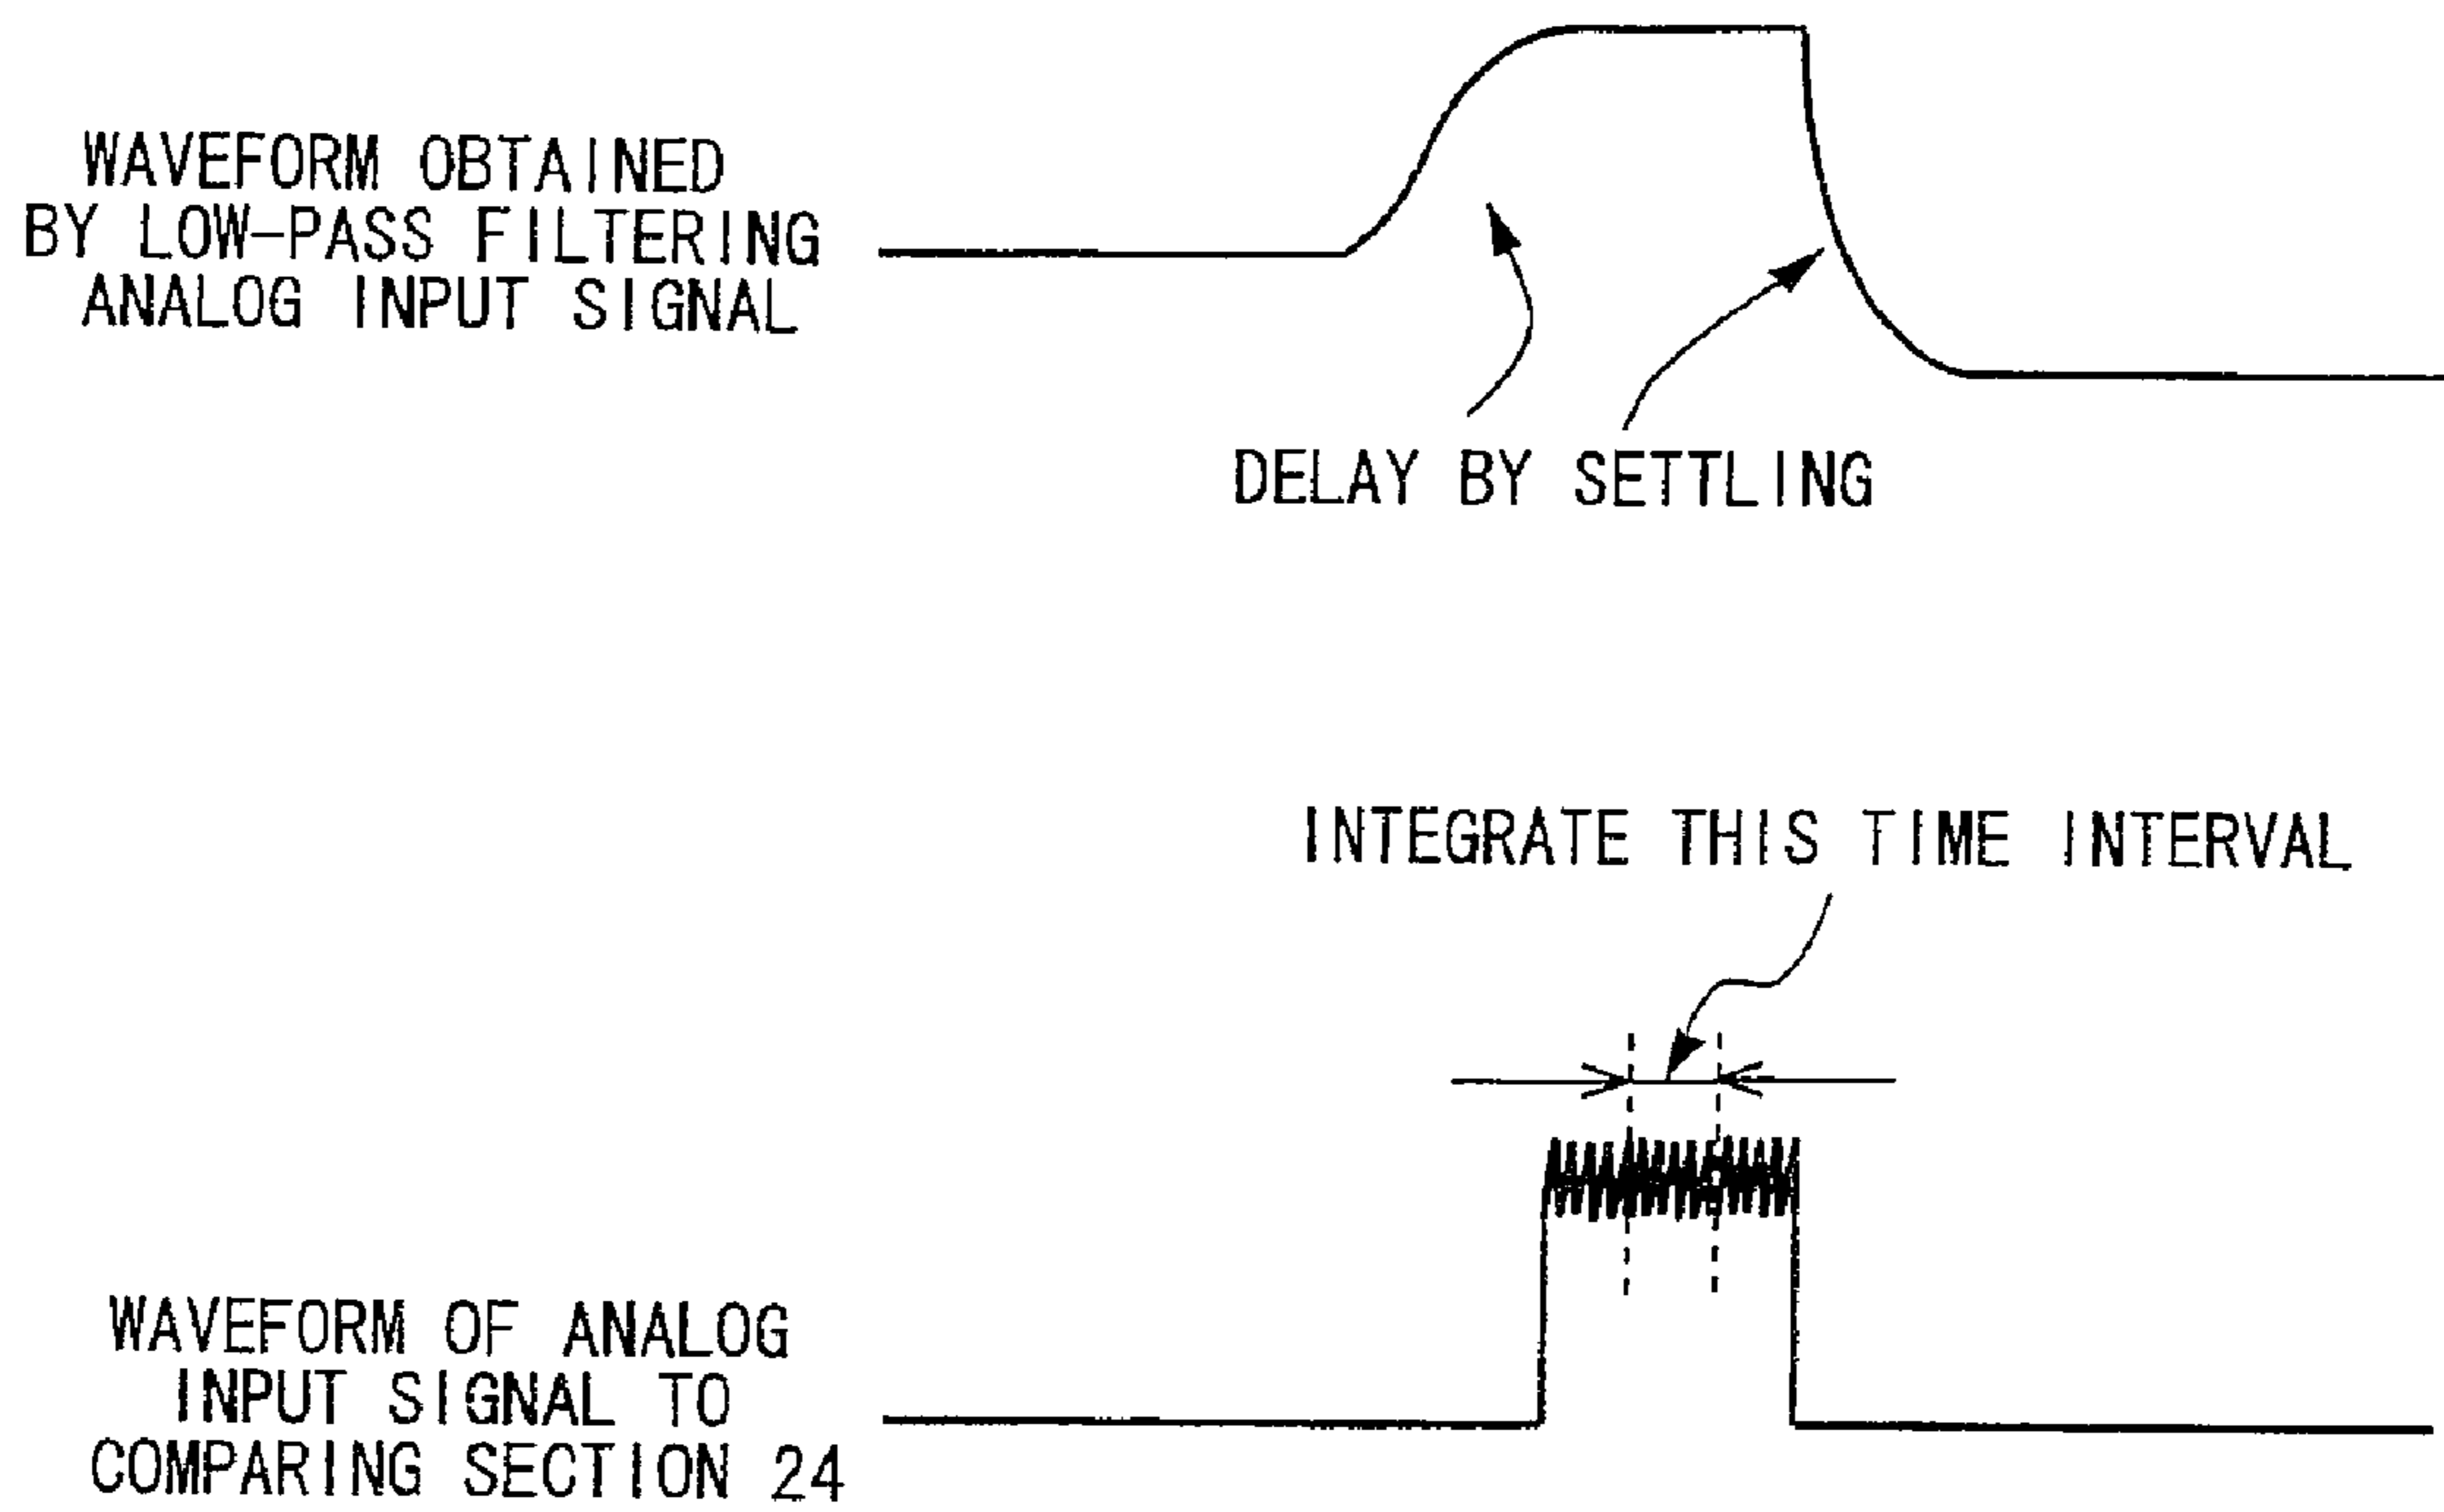 WAVEFORM OBTAINED
BY LOW-PASS FILTERING
ANALOG INPUT SIGNAL
DELAY BY SETTLING
INTEGRATE THIS TIME INTERVAL
WAVEFORM OF ANALOG
INPUT SIGNAL TO
COMPARING SECTION 24